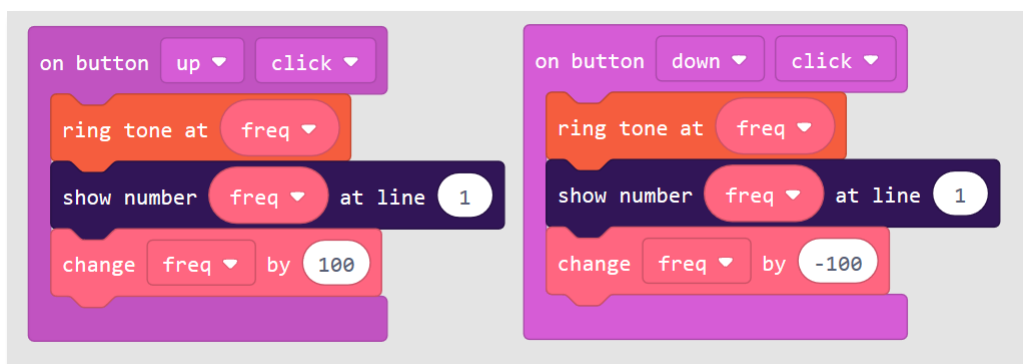 on button up click
ring tone at freq
show number freq at line 1
change freq by 100
on button down click
ring tone at freq
show number freq at line 1
change freq by -100